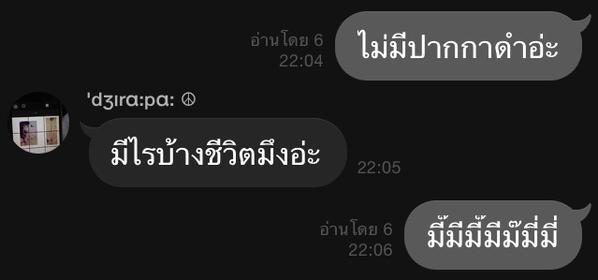 อ่านโดย 6
22:04
ไม่มีปากกาดำอ่ะ
'dʒɪrɑ:pɑ: ☮
มีไรบ้างชีวิตมึงอ่ะ
22:05
อ่านโดย 6
22:06
มี๊มีมี๊มีม๊มี่มี่